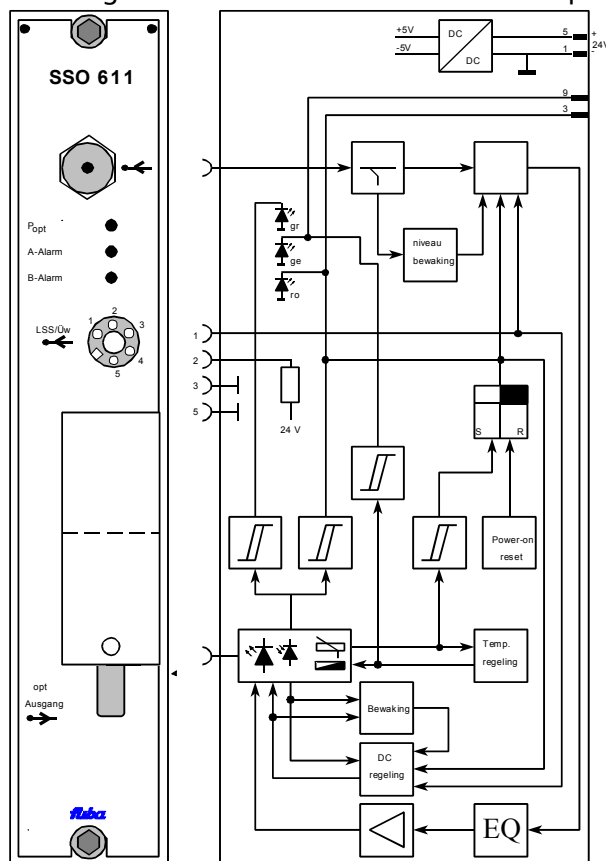 SSO 611
Popt
A-Alarm
B-Alarm
LSS/Üw
1
2
3
4
5
opt
Ausgang
fuba
+5V
-5V
DC
DC
5
+
24V
1
-
9
3
gr
ge
ro
niveau
bewaking
1
2
3
5
24 V
S
R
Power-on
reset
Temp.
regeling
Bewaking
DC
regeling
EQ